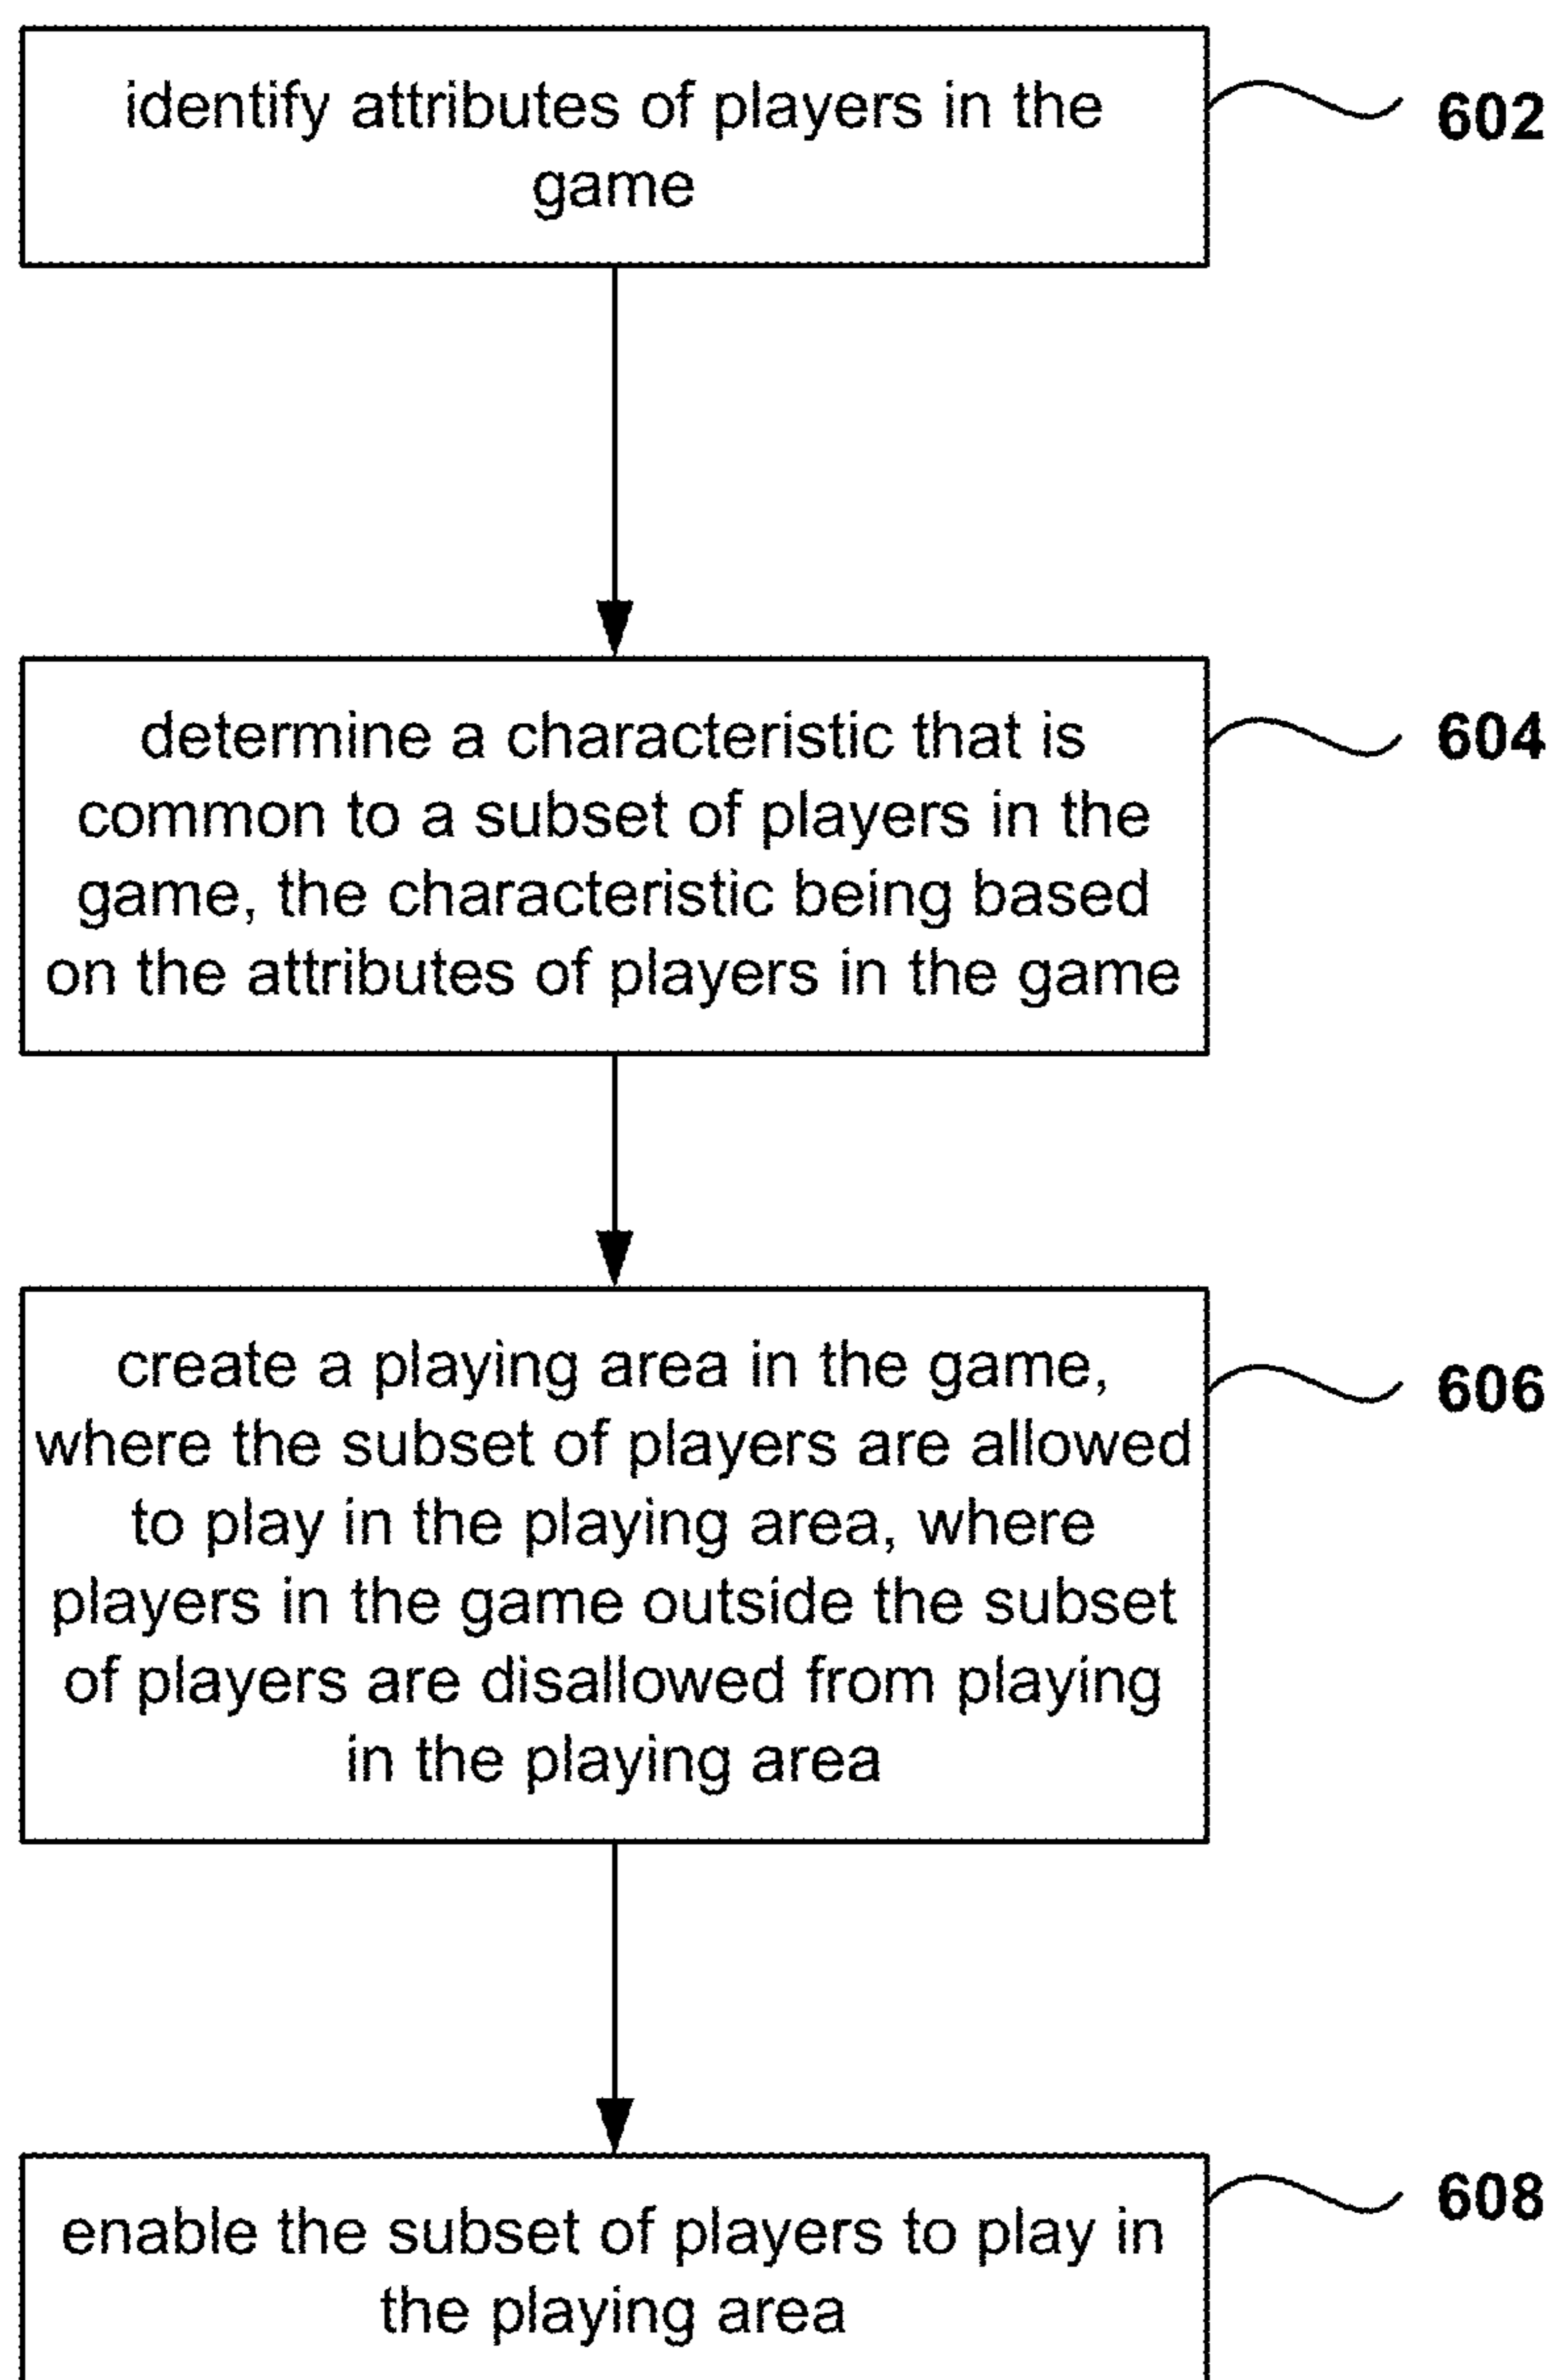 identify attributes of players in the
game
602
determine a characteristic that is
common to a subset of players in the
game, the characteristic being based
on the attributes of players in the game
604
create a playing area in the game,
where the subset of players are allowed
to play in the playing area, where
players in the game outside the subset
of players are disallowed from playing
in the playing area
606
enable the subset of players to play in
the playing area
608